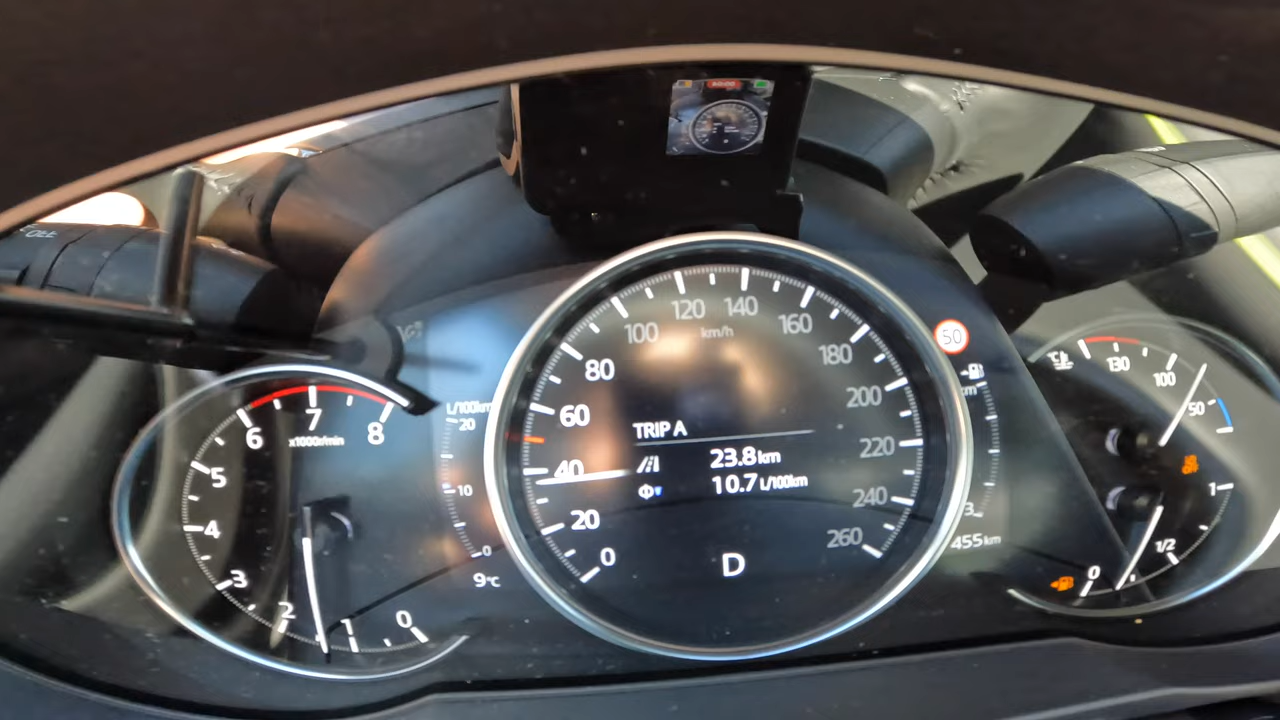 OFF
120 140
100 160
km/h
80 180
60 200
40 220
20 240
0 260
TRIP A
23.8 km
10.7 L/100km
D
50
6 7 8
x1000r/min
5
4
3
2
1
0
L/100km
20
10
0
9°C
455 km
°C
130
100
50
1
1/2
0